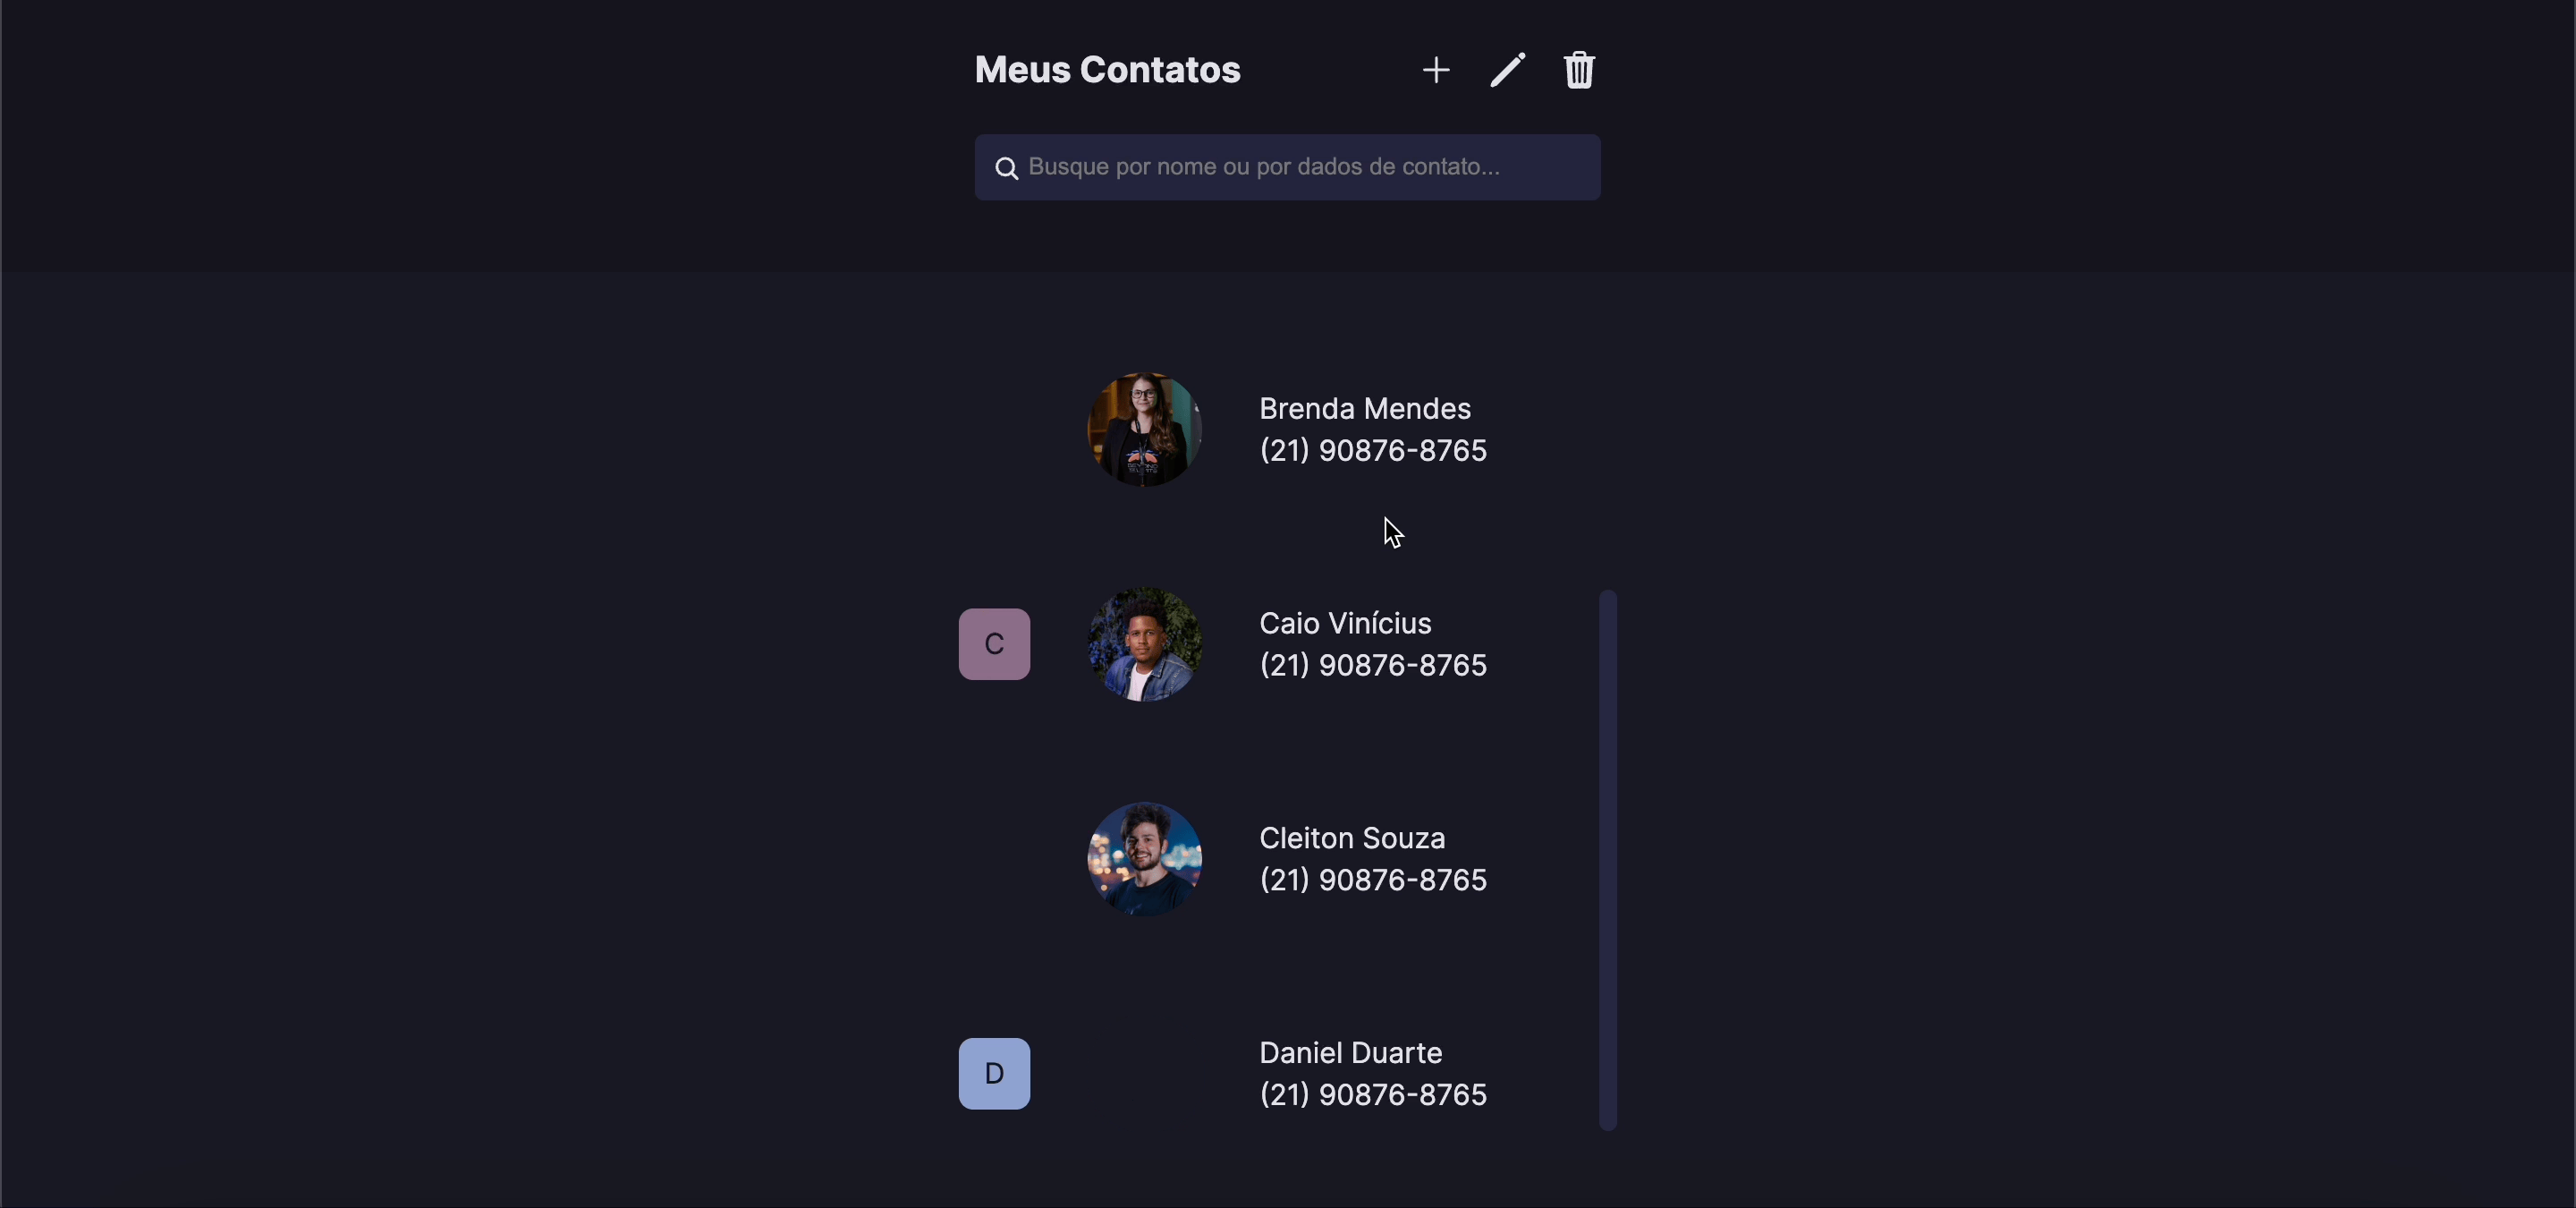 Meus Contatos
Busque por nome ou por dados de contato...
Brenda Mendes
(21) 90876-8765
C
Caio Vinícius
(21) 90876-8765
Cleiton Souza
(21) 90876-8765
D
Daniel Duarte
(21) 90876-8765